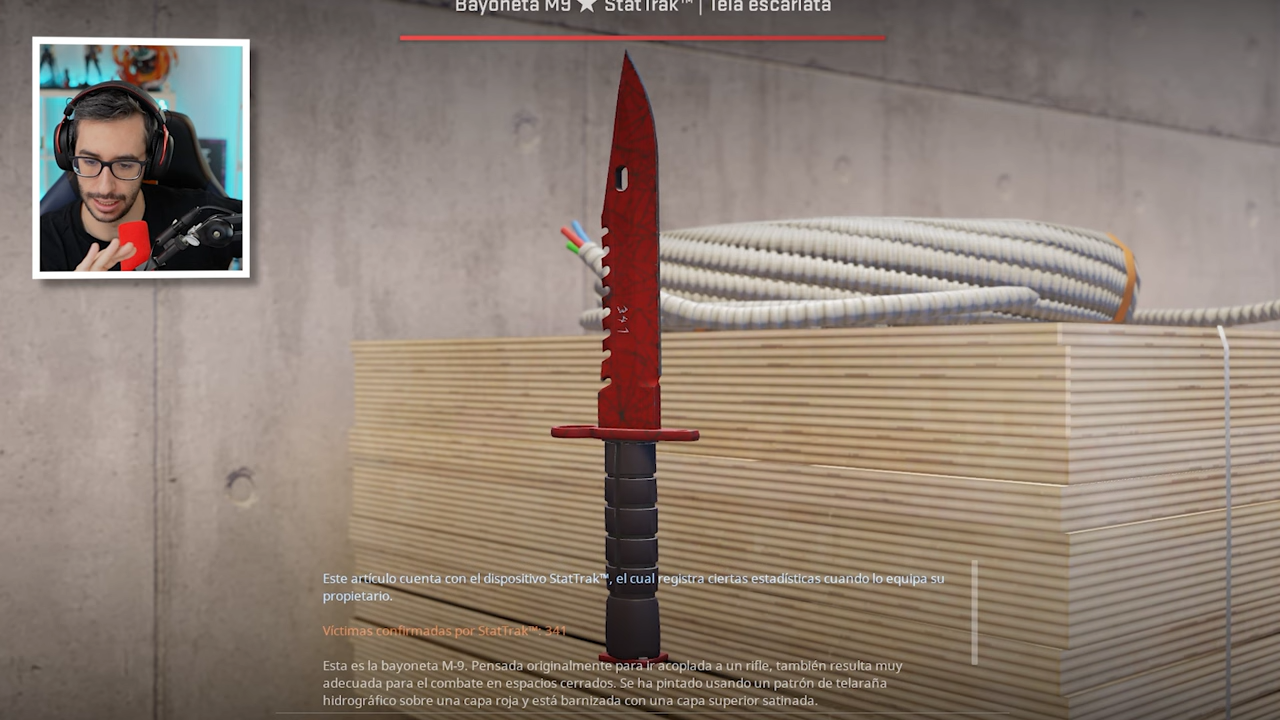 Bayoneta M9 ★ StatTrak™ | Tela escarlata
341
Este artículo cuenta con el dispositivo StatTrak™, el cual registra ciertas estadísticas cuando lo equipa su
propietario.
Víctimas confirmadas por StatTrak™: 341
Esta es la bayoneta M-9. Pensada originalmente para ir acoplada a un rifle, también resulta muy
adecuada para el combate en espacios cerrados. Se ha pintado usando un patrón de telaraña
hidrográfico sobre una capa roja y está barnizada con una capa superior satinada.